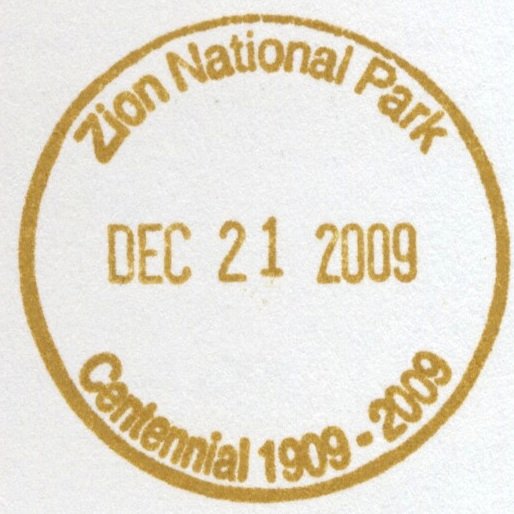 Zion National Park
DEC 21 2009
Centennial 1909 - 2009